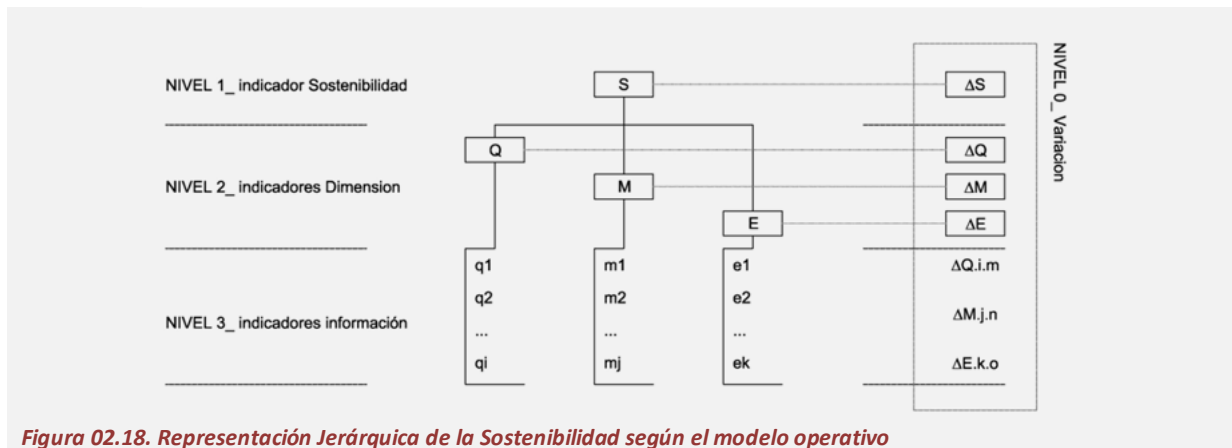 NIVEL 0_ Variacion
NIVEL 1_ indicador Sostenibilidad
S
ΔS
Q
ΔQ
NIVEL 2_ indicadores Dimension
M
ΔM
E
ΔE
q1 m1 e1 ΔQ.i.m
q2 m2 e2
ΔM.j.n
NIVEL 3_ indicadores información
... ... ...
qi mj ek ΔE.k.o
Figura 02.18. Representación Jerárquica de la Sostenibilidad según el modelo operativo